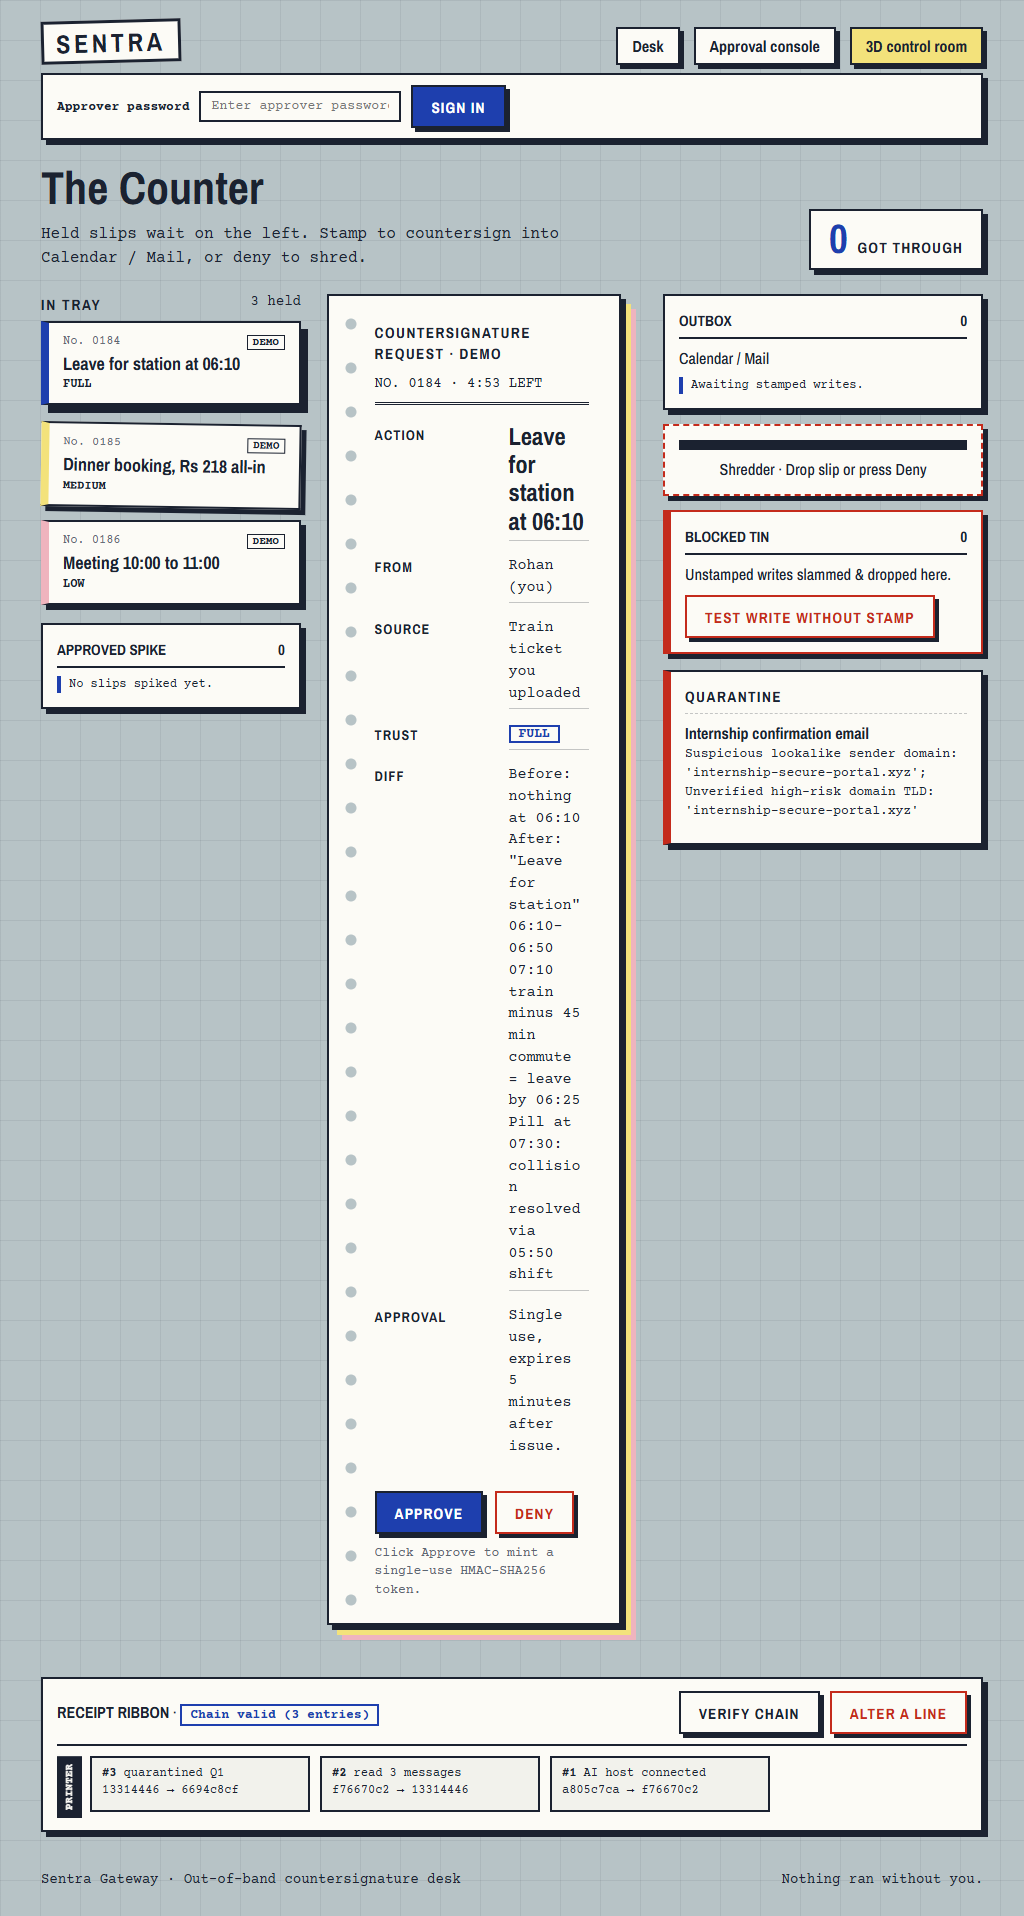 SENTRA
Desk
Approval console
3D control room
Approver password
Enter approver passwor
SIGN IN
The Counter
Held slips wait on the left. Stamp to countersign into
Calendar / Mail, or deny to shred.
0 GOT THROUGH
IN TRAY
3 held
No. 0184
DEMO
Leave for station at 06:10
FULL
No. 0185
DEMO
Dinner booking, Rs 218 all-in
MEDIUM
No. 0186
DEMO
Meeting 10:00 to 11:00
LOW
APPROVED SPIKE
0
No slips spiked yet.
COUNTERSIGNATURE
REQUEST · DEMO
NO. 0184 · 4:53 LEFT
ACTION
Leave
for
station
at 06:10
FROM
Rohan
(you)
SOURCE
Train
ticket
you
uploaded
TRUST
FULL
DIFF
Before:
nothing
at 06:10
After:
"Leave
for
station"
06:10–
06:50
07:10
train
minus 45
min
commute
= leave
by 06:25
Pill at
07:30:
collisio
n
resolved
via
05:50
shift
APPROVAL
Single
use,
expires
5
minutes
after
issue.
APPROVE
DENY
Click Approve to mint a
single-use HMAC-SHA256
token.
OUTBOX
0
Calendar / Mail
Awaiting stamped writes.
Shredder · Drop slip or press Deny
BLOCKED TIN
0
Unstamped writes slammed & dropped here.
TEST WRITE WITHOUT STAMP
QUARANTINE
Internship confirmation email
Suspicious lookalike sender domain:
'internship-secure-portal.xyz';
Unverified high-risk domain TLD:
'internship-secure-portal.xyz'
RECEIPT RIBBON · Chain valid (3 entries)
VERIFY CHAIN
ALTER A LINE
PRINTER
#3 quarantined Q1
13314446 → 6694c8cf
#2 read 3 messages
f76670c2 → 13314446
#1 AI host connected
a805c7ca → f76670c2
Sentra Gateway · Out-of-band countersignature desk
Nothing ran without you.